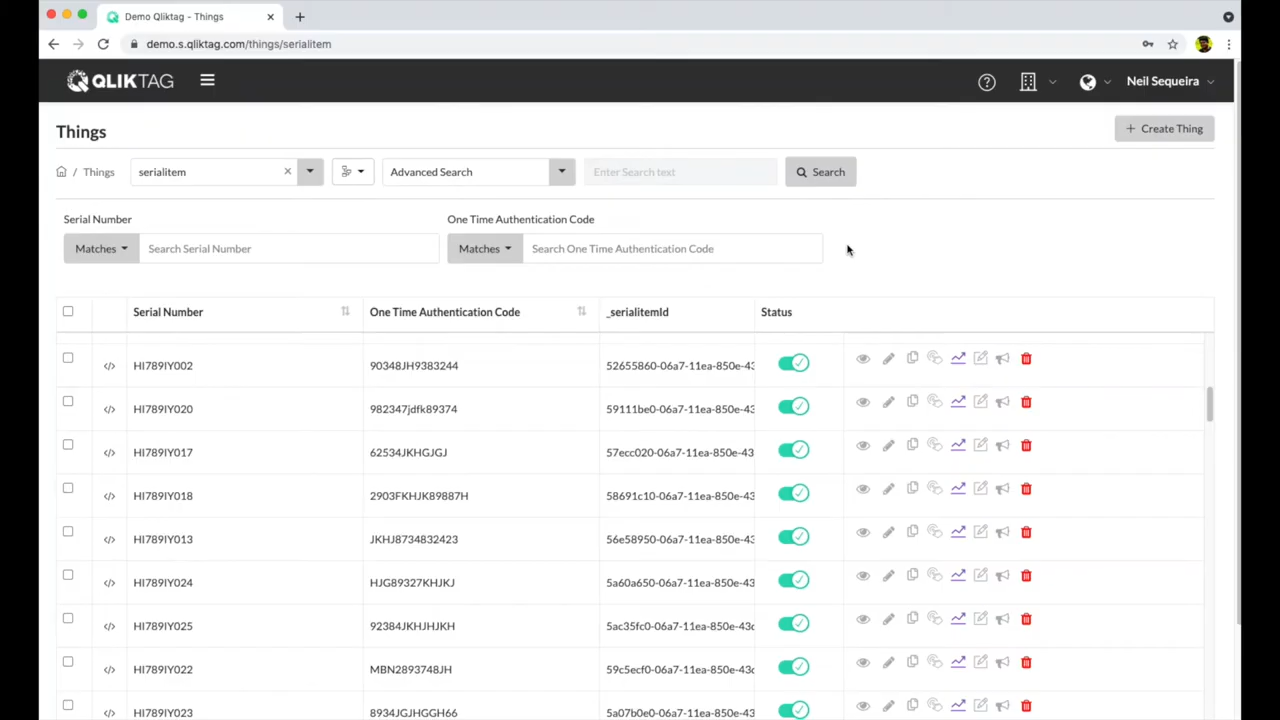 Demo Qliktag - Things
demo.s.qliktag.com/things/serialitem
QLIKTAG
Neil Sequeira
Things
+ Create Thing
/ Things
serialitem
Advanced Search
Enter Search text
Search
Serial Number
One Time Authentication Code
Matches
Search Serial Number
Matches
Search One Time Authentication Code
Serial Number One Time Authentication Code _serialitemId Status
HI789IY002 90348JH9383244 52655860-06a7-11ea-850e-43
HI789IY020 982347jdfk89374 59111be0-06a7-11ea-850e-43
HI789IY017 62534JKHGJGJ 57ecc020-06a7-11ea-850e-43
HI789IY018 2903FKHJK89887H 58691c10-06a7-11ea-850e-43
HI789IY013 JKHJ8734832423 56e58950-06a7-11ea-850e-43
HI789IY024 HJG89327KHJKJ 5a60a650-06a7-11ea-850e-43
HI789IY025 92384JKHJHJKH 5ac35fc0-06a7-11ea-850e-43c
HI789IY022 MBN2893748JH 59c5ecf0-06a7-11ea-850e-43c
HI789IY023 8934JGJHGGH66 5a07b0e0-06a7-11ea-850e-43